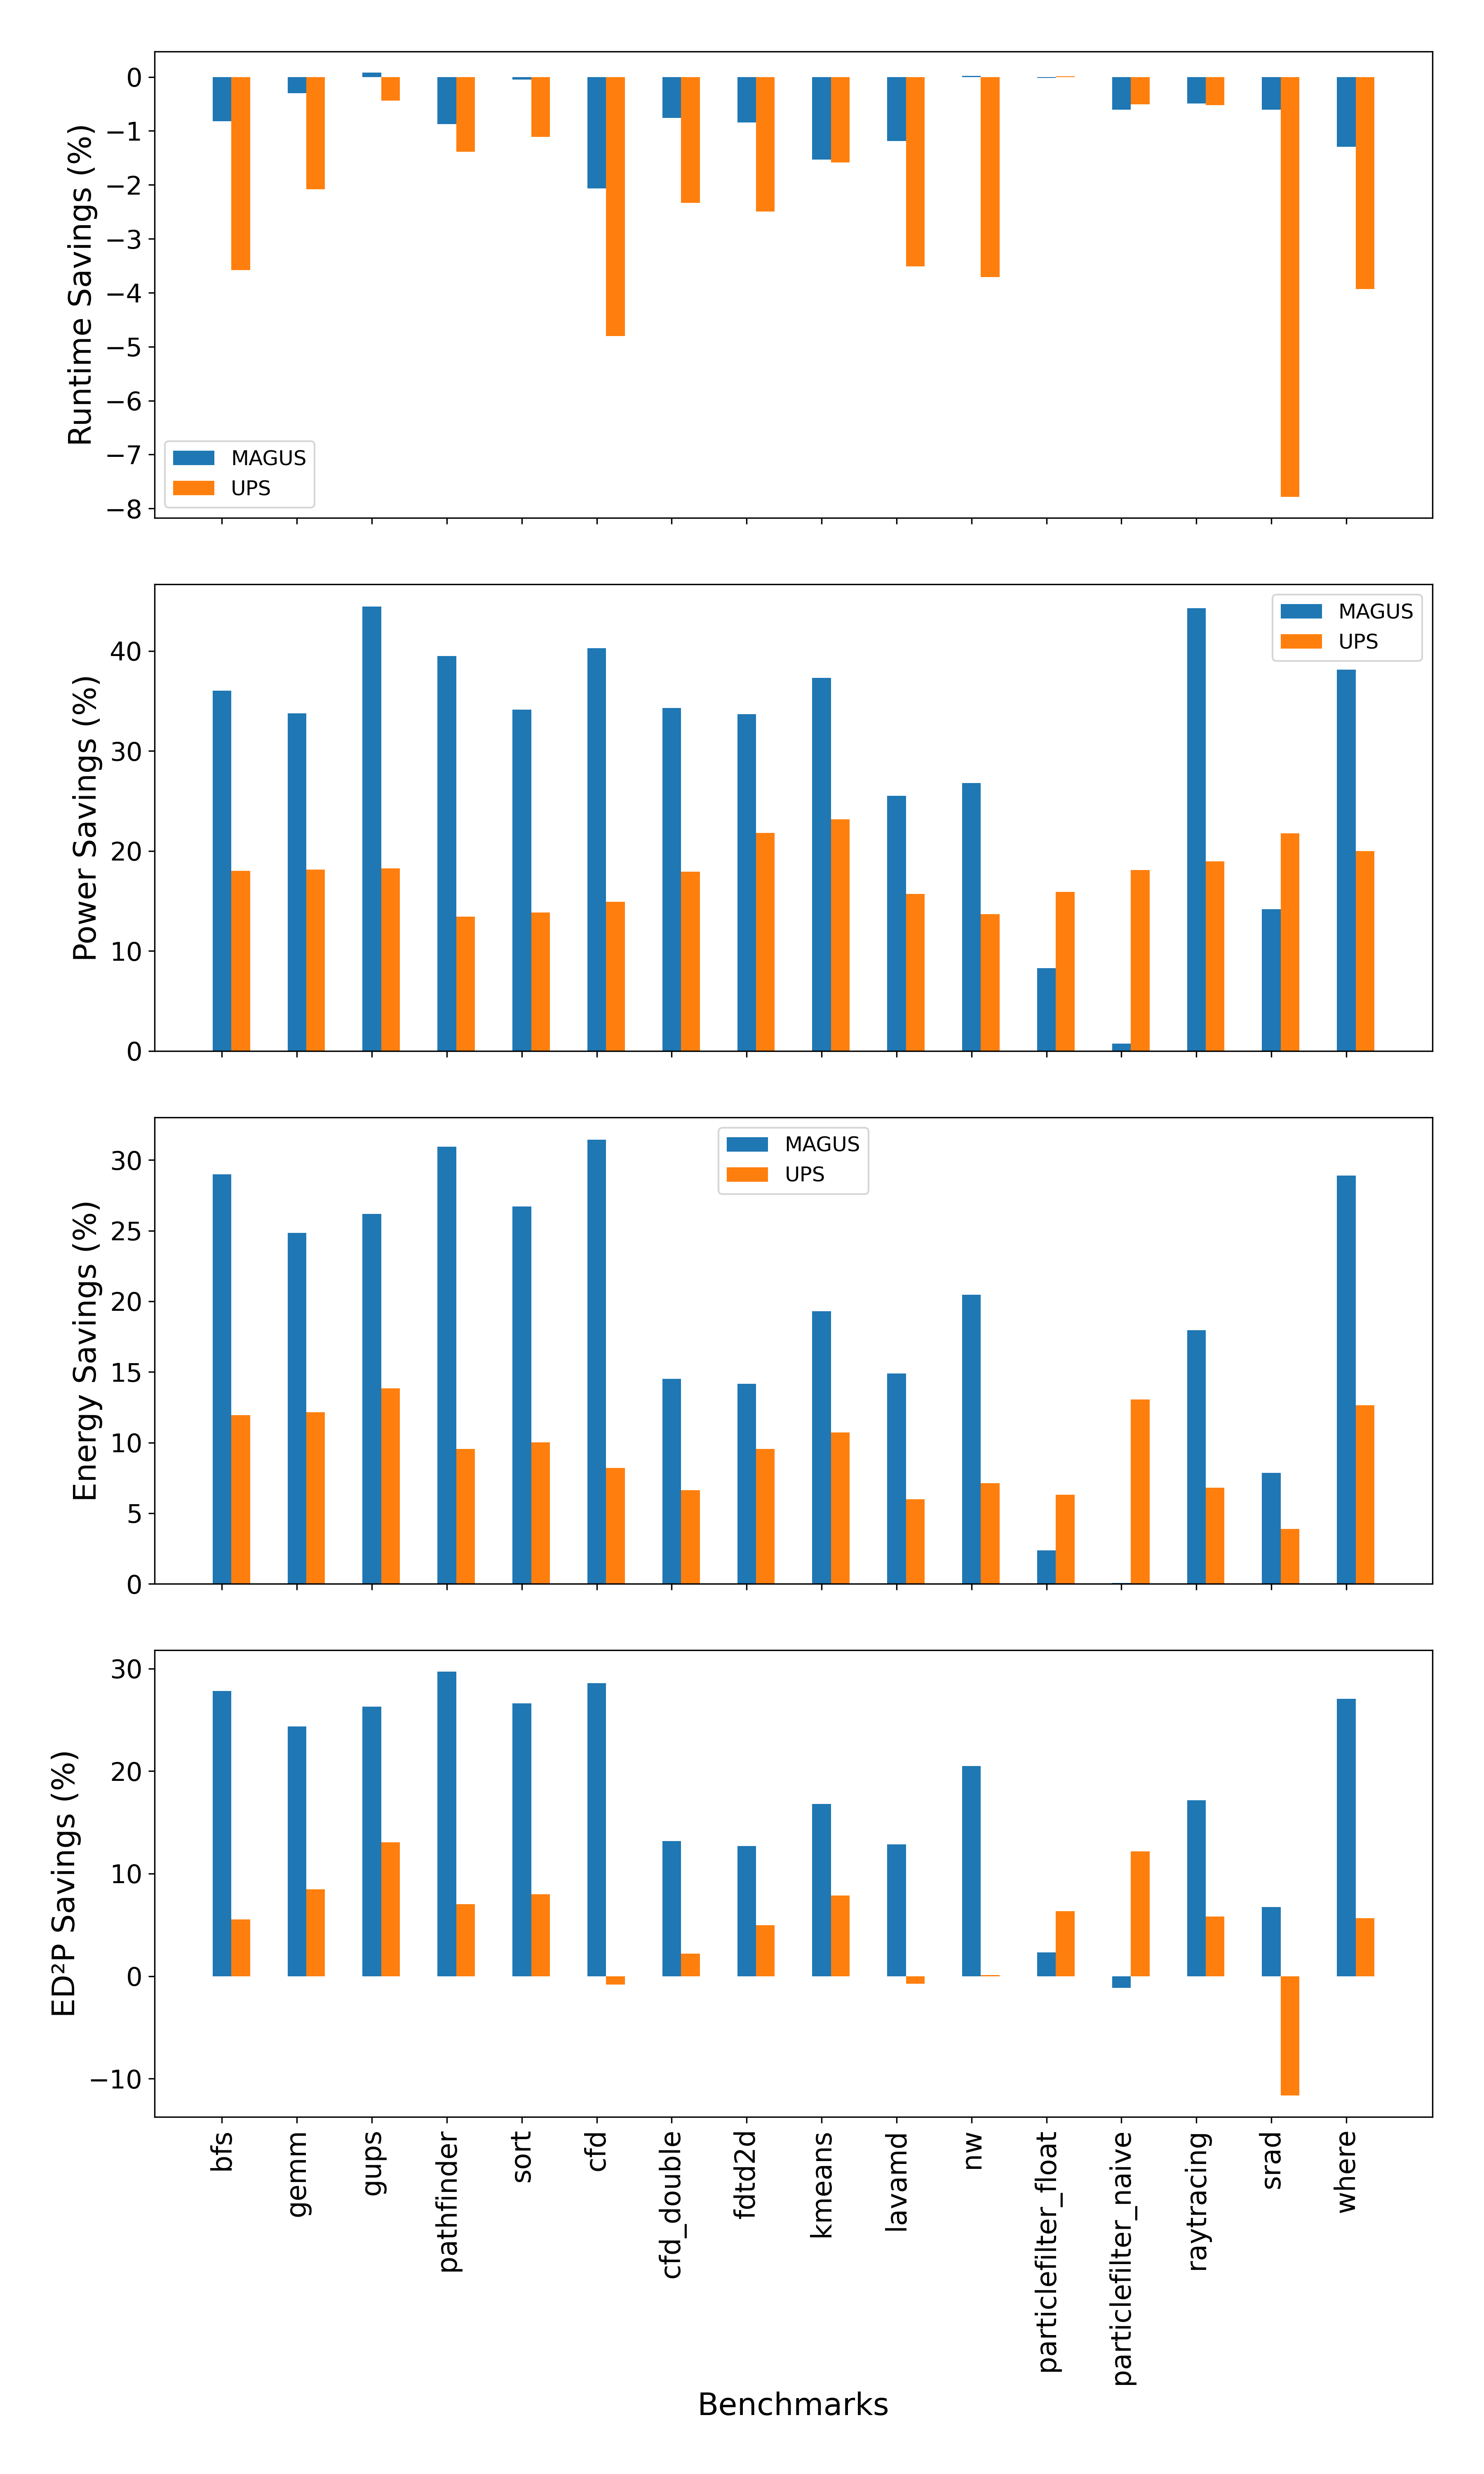 0
−1
−2
−3
−4
−5
−6
−7
−8
Runtime Savings (%)
MAGUS
UPS
40
30
20
10
0
Power Savings (%)
MAGUS
UPS
30
25
20
15
10
5
0
Energy Savings (%)
MAGUS
UPS
30
20
10
0
−10
ED²P Savings (%)
bfs
gemm
gups
pathfinder
sort
cfd
cfd_double
fdtd2d
kmeans
lavamd
nw
particlefilter_float
particlefilter_naive
raytracing
srad
where
Benchmarks